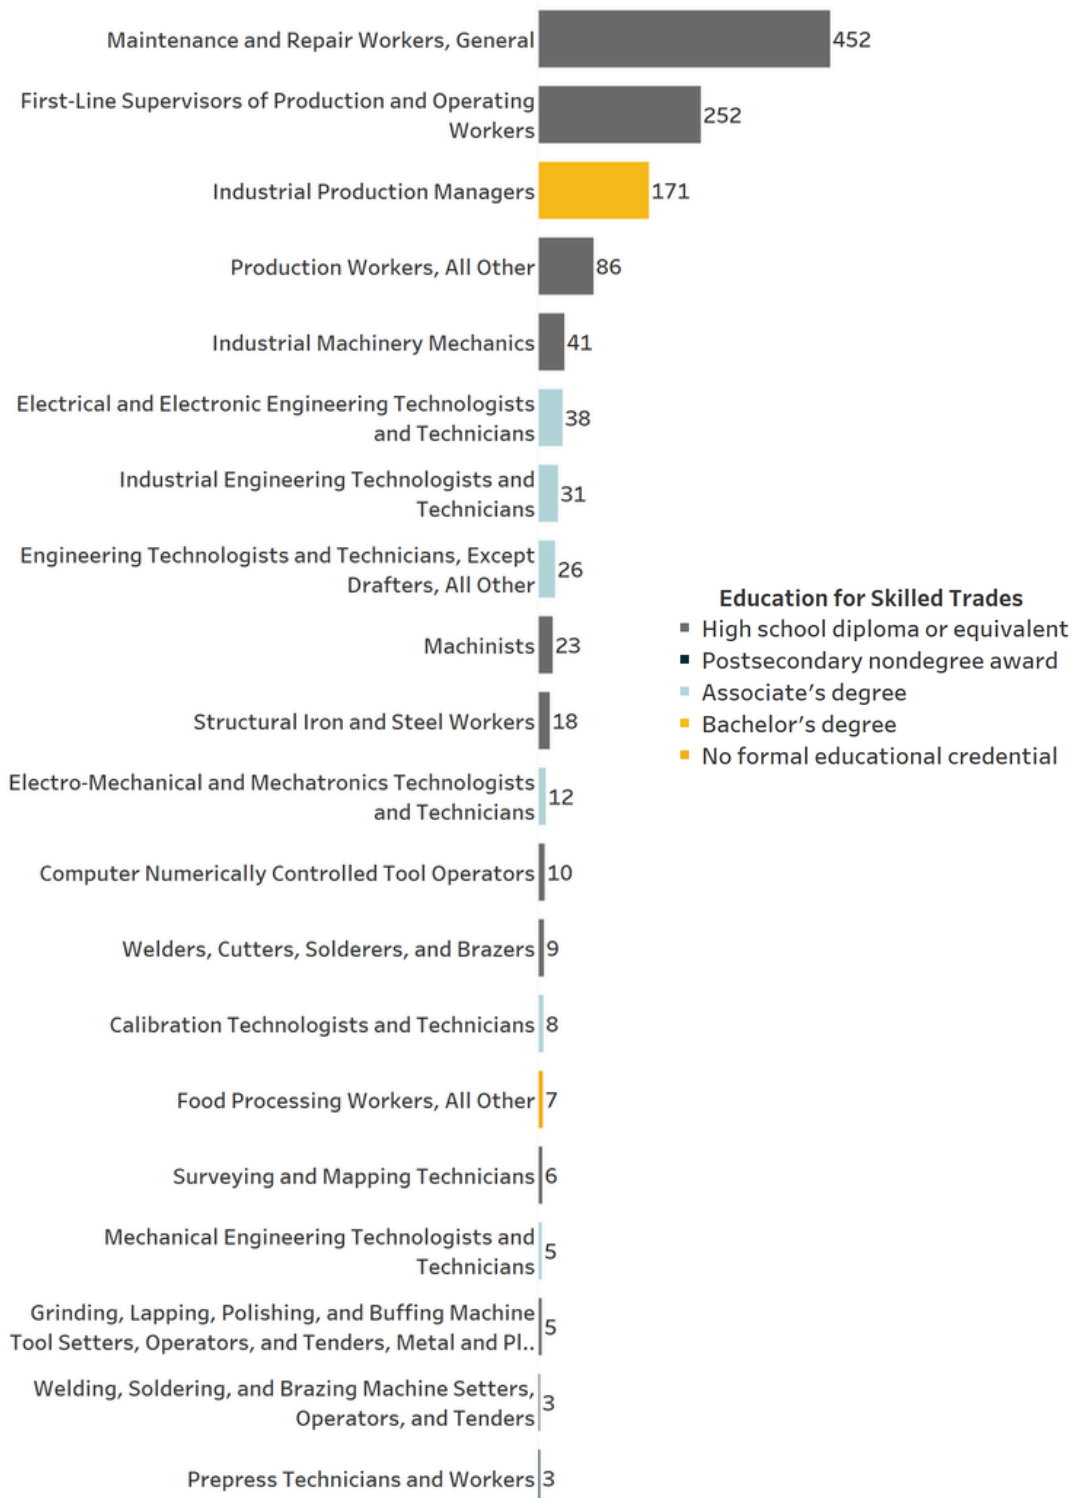 Maintenance and Repair Workers, General 452
First-Line Supervisors of Production and Operating
Workers 252
Industrial Production Managers 171
Production Workers, All Other 86
Industrial Machinery Mechanics 41
Electrical and Electronic Engineering Technologists
and Technicians 38
Industrial Engineering Technologists and
Technicians 31
Engineering Technologists and Technicians, Except
Drafters, All Other 26
Machinists 23
Structural Iron and Steel Workers 18
Electro-Mechanical and Mechatronics Technologists
and Technicians 12
Computer Numerically Controlled Tool Operators 10
Welders, Cutters, Solderers, and Brazers 9
Calibration Technologists and Technicians 8
Food Processing Workers, All Other 7
Surveying and Mapping Technicians 6
Mechanical Engineering Technologists and
Technicians 5
Grinding, Lapping, Polishing, and Buffing Machine
Tool Setters, Operators, and Tenders, Metal and Pl.. 5
Welding, Soldering, and Brazing Machine Setters,
Operators, and Tenders 3
Prepress Technicians and Workers 3
Education for Skilled Trades
High school diploma or equivalent
Postsecondary nondegree award
Associate's degree
Bachelor's degree
No formal educational credential